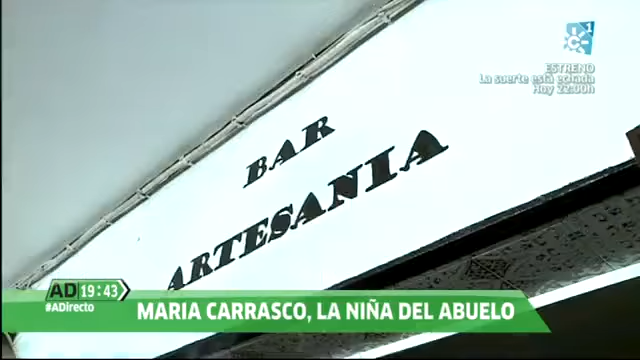 1
ESTRENO
La suerte está echada
Hoy 22:00h
BAR
ARTESANIA
AD 19:43
#ADirecto
MARIA CARRASCO, LA NIÑA DEL ABUELO